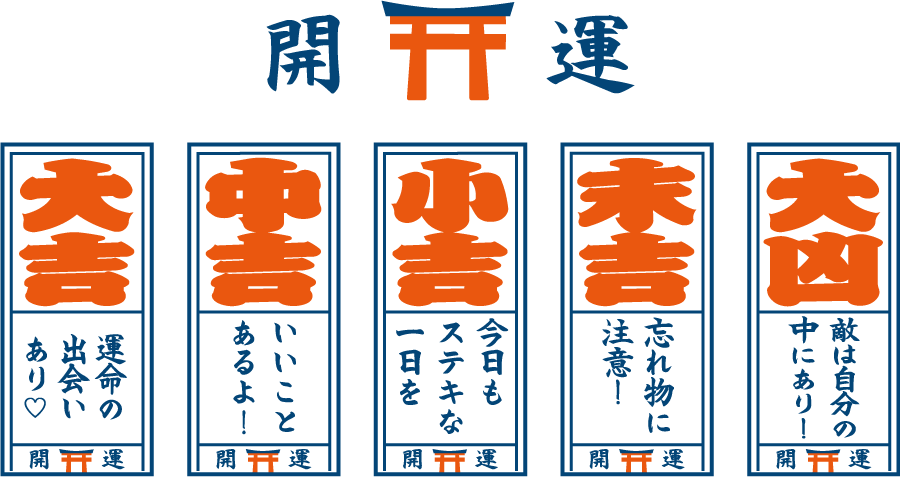 開運
大吉
運命の
出会い
あり♡
開運
中吉
いいこと
あるよ！
開運
小吉
今日も
ステキな
一日を
開運
末吉
忘れ物に
注意！
開運
大凶
敵は自分の
中にあり！
開運